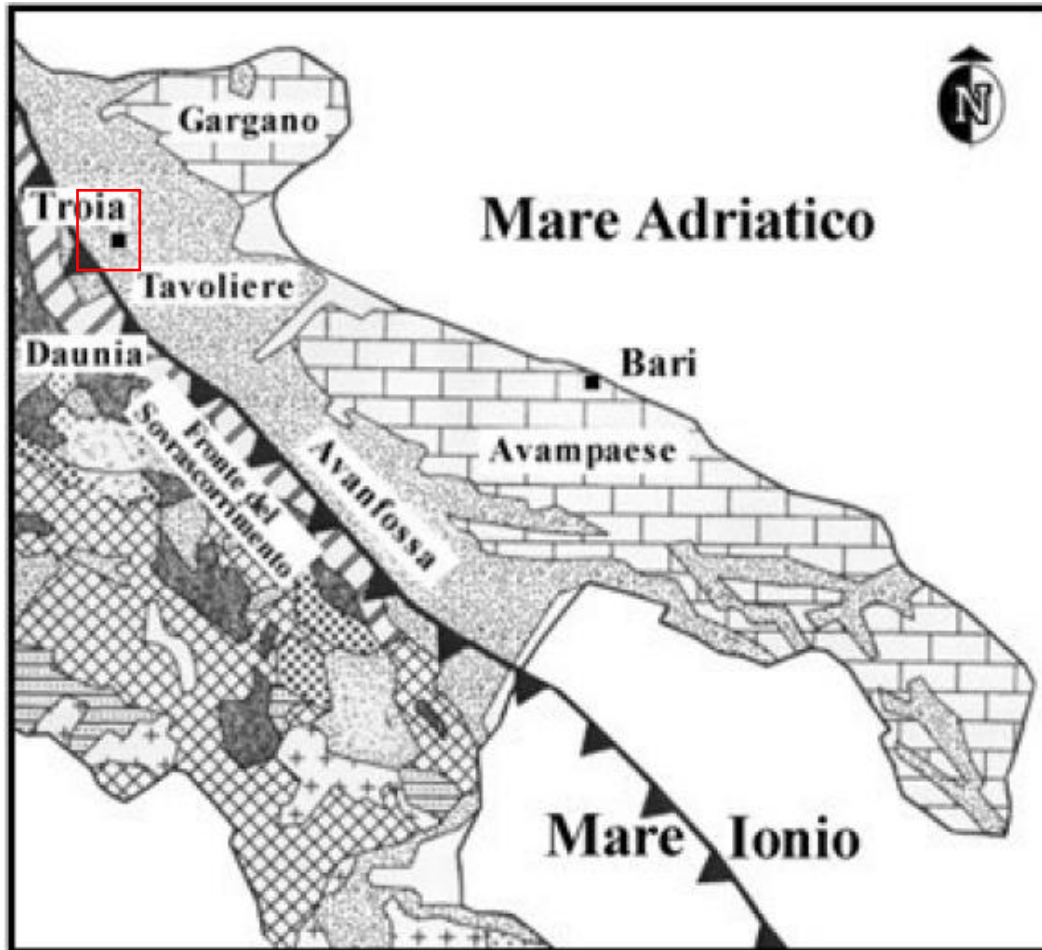 Gargano
N
Troia
Mare Adriatico
Tavoliere
Daunia
Bari
Fronte del
Sovrascorrimento
Avanfossa
Avampaese
Mare Ionio